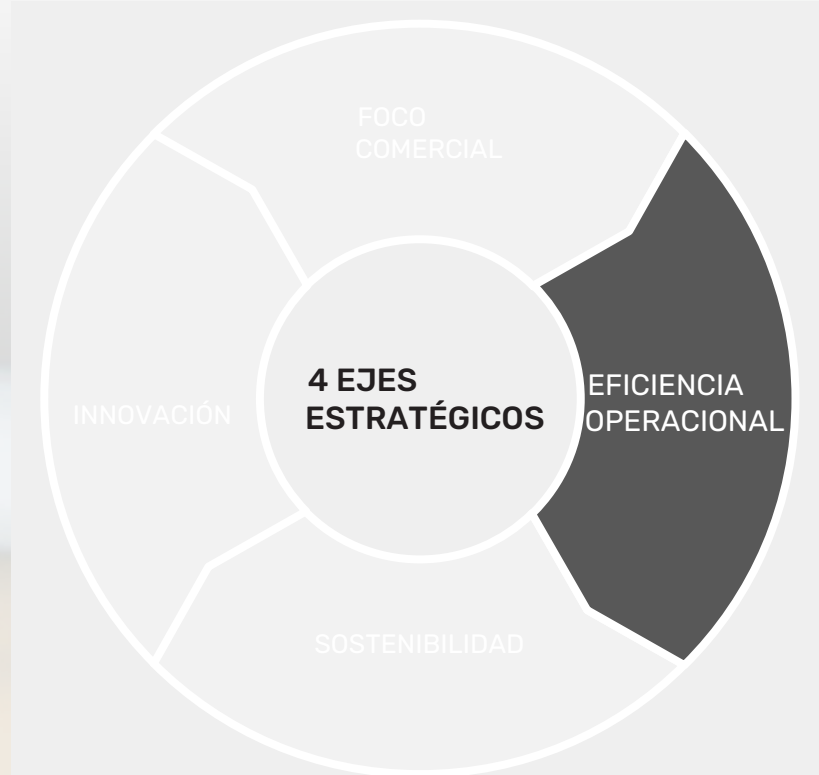 FOCO
COMERCIAL
4 EJES
ESTRATÉGICOS
EFICIENCIA
OPERACIONAL
INNOVACIÓN
SOSTENIBILIDAD